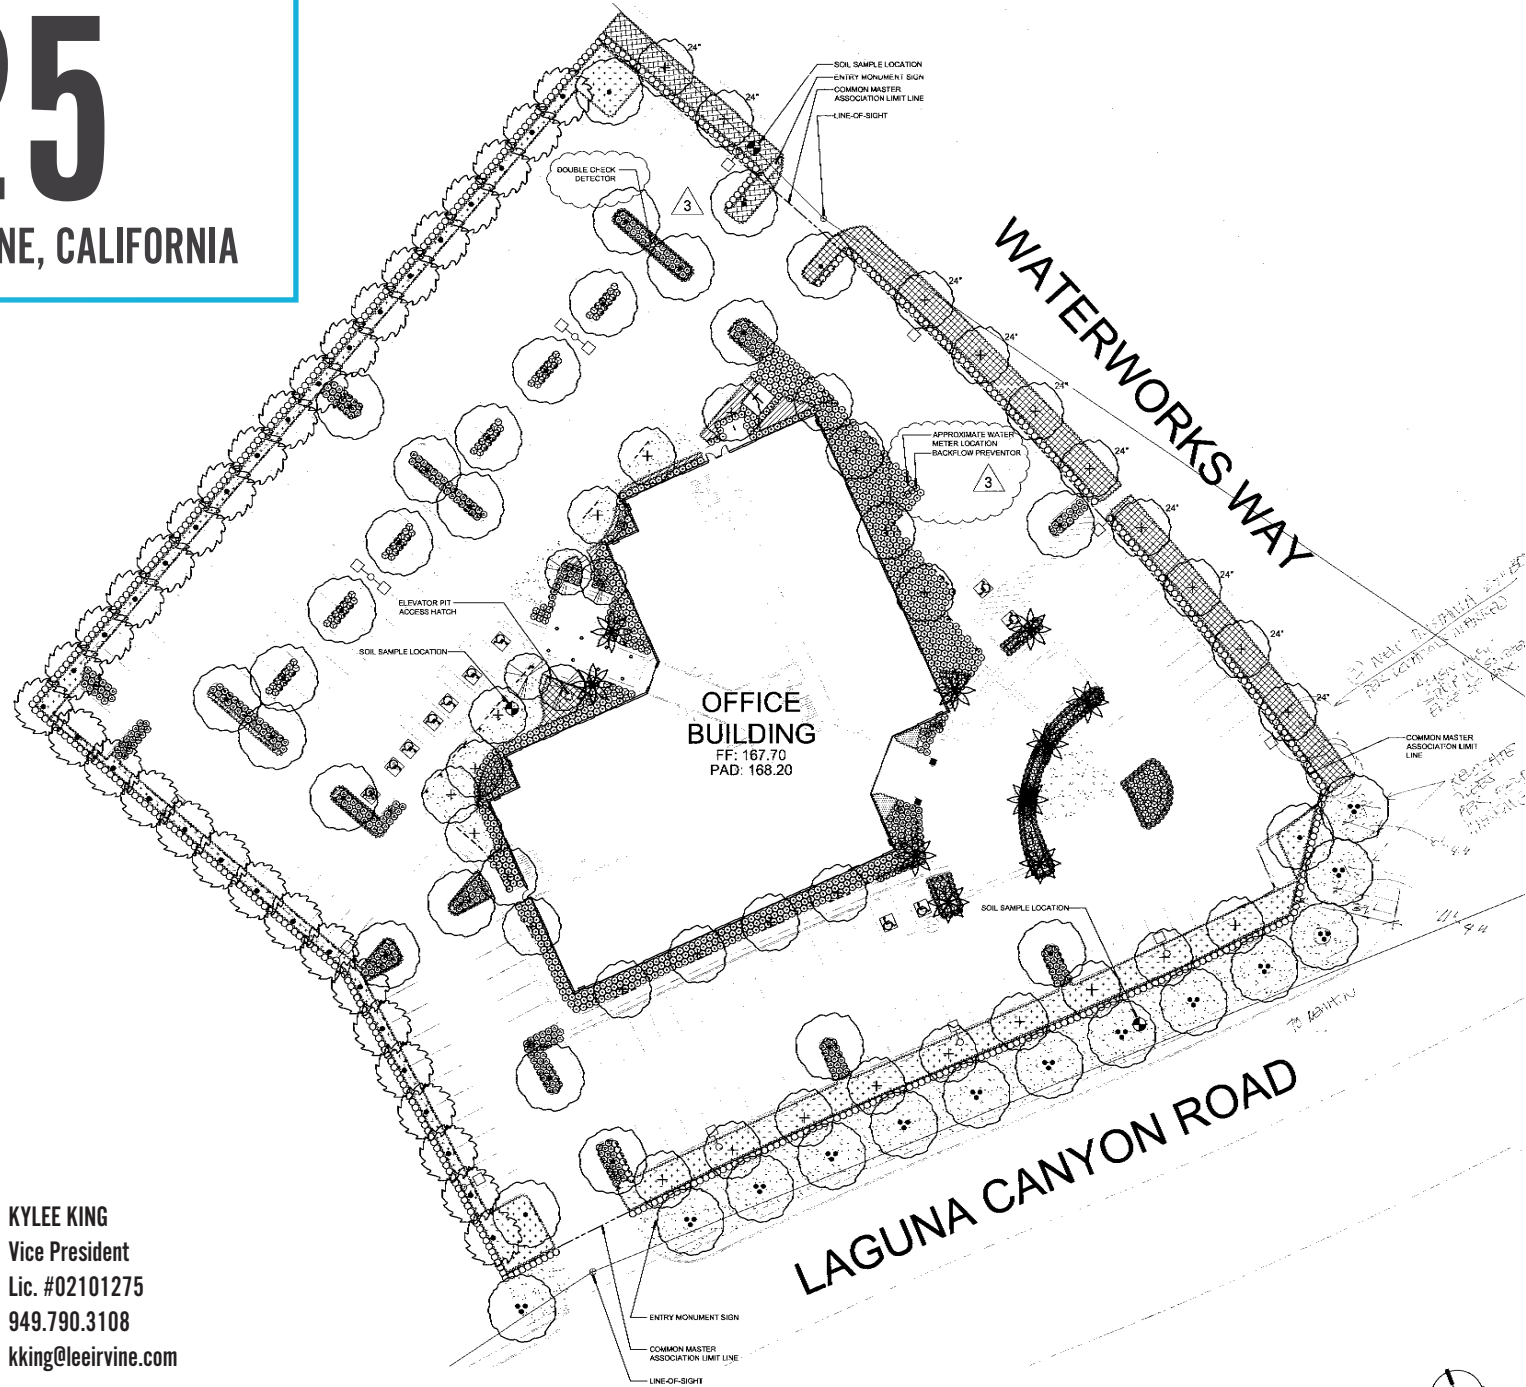 25
NE, CALIFORNIA
24"
24"
SOIL SAMPLE LOCATION
ENTRY MONUMENT SIGN
COMMON MASTER
ASSOCIATION LIMIT LINE
LINE-OF-SIGHT
DOUBLE CHECK
DETECTOR
3
WATERWORKS WAY
24"
24"
24"
24"
24"
24"
24"
24"
APPROXIMATE WATER
METER LOCATION
BACKFLOW PREVENTOR
3
ELEVATOR PIT
ACCESS HATCH
SOIL SAMPLE LOCATION
OFFICE
BUILDING
FF: 167.70
PAD: 168.20
COMMON MASTER
ASSOCIATION LIMIT
LINE
SOIL SAMPLE LOCATION
LAGUNA CANYON ROAD
ENTRY MONUMENT SIGN
COMMON MASTER
ASSOCIATION LIMIT LINE
LINE-OF-SIGHT
KYLEE KING
Vice President
Lic. #02101275
949.790.3108
kking@leeirvine.com